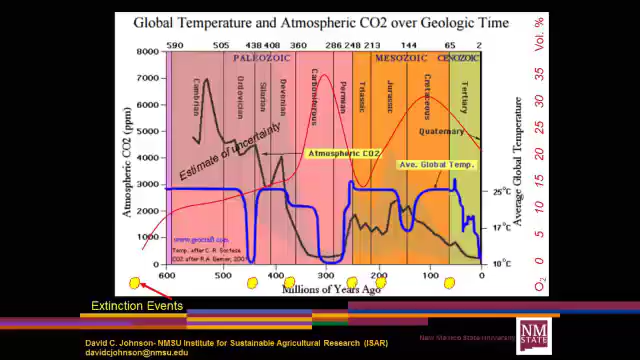 Global Temperature and Atmospheric CO2 over Geologic Time
590 505 438 408 360 286 248 213 144 65 2
PALEOZOIC MESOZOIC CENOZOIC
Cambrian
Ordovician
Silurian
Devonian
Carboniferous
Permian
Triassic
Jurassic
Cretaceous
Tertiary
Quaternary
Estimate of uncertainty
Atmospheric CO2
Ave. Global Temp.
Atmospheric CO2 (ppm)
8000
7000
6000
5000
4000
3000
2000
1000
0
Average Global Temperature
25°C
17°C
10°C
O2 0 5 10 15 20 25 30 35 Vol. %
www.geocraft.com
Temp. after C.R. Scotese
600 500 400 300 200 100 0
Millions of Years Ago
Extinction Events
David C. Johnson- NMSU Institute for Sustainable Agricultural Research (ISAR)
davidcjohnson@nmsu.edu
New Mexico State University
NM
STATE